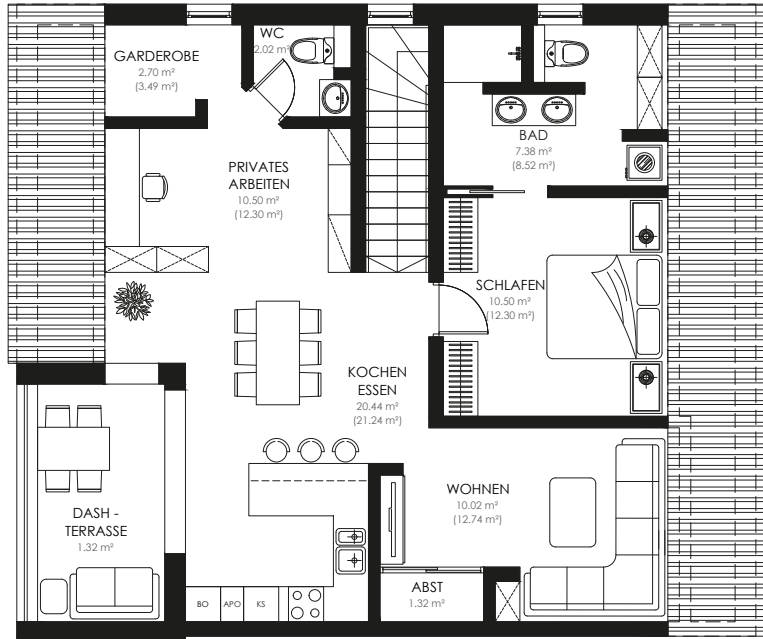 GARDEROBE
2.70 m²
(3.49 m²)
WC
2.02 m²
PRIVATES
ARBEITEN
10.50 m²
(12.30 m²)
BAD
7.38 m²
(8.52 m²)
SCHLAFEN
10.50 m²
(12.30 m²)
KOCHEN
ESSEN
20.44 m²
(21.24 m²)
DASH -
TERRASSE
1.32 m²
WOHNEN
10.02 m²
(12.74 m²)
ABST
1.32 m²
BO APO KS